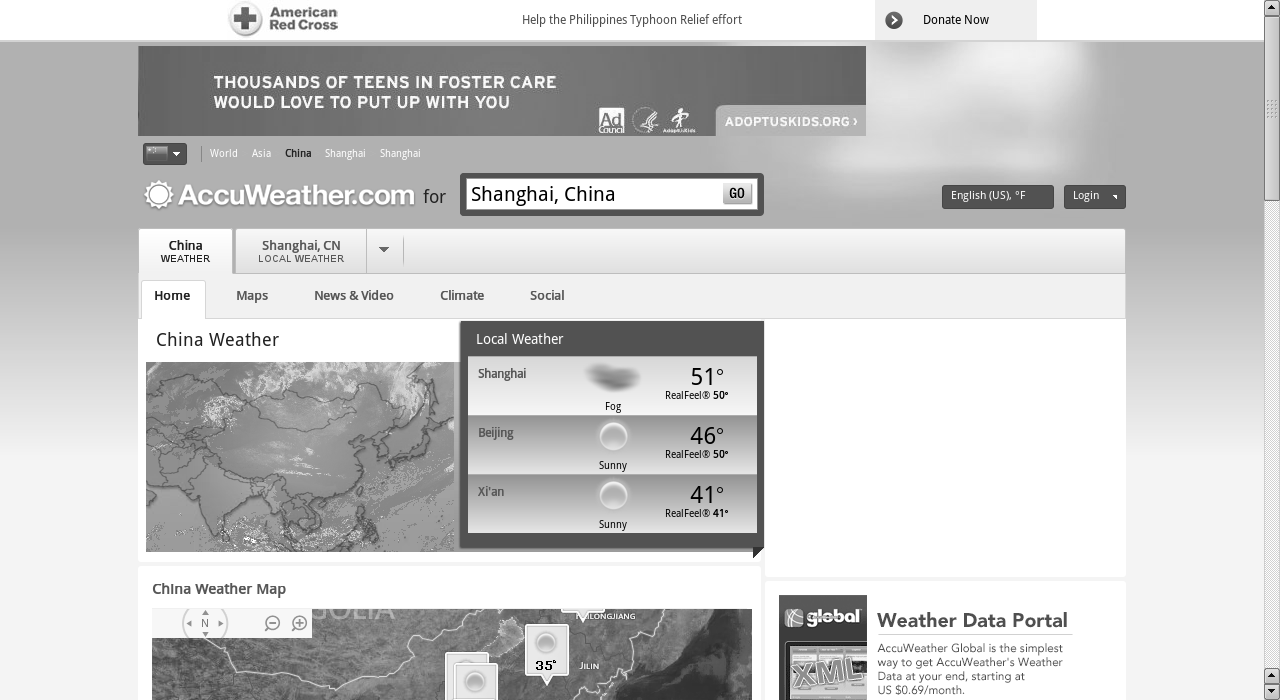 American
Red Cross
Help the Philippines Typhoon Relief effort
Donate Now
THOUSANDS OF TEENS IN FOSTER CARE
WOULD LOVE TO PUT UP WITH YOU
Ad
Council
AdoptUsKids
ADOPTUSKIDS.ORG ›
World Asia China Shanghai Shanghai
AccuWeather.com for
Shanghai, China
GO
English (US), °F
Login
China
WEATHER
Shanghai, CN
LOCAL WEATHER
Home Maps News & Video Climate Social
China Weather
Local Weather
Shanghai
Fog
51°
RealFeel® 50°
Beijing
Sunny
46°
RealFeel® 50°
Xi'an
Sunny
41°
RealFeel® 41°
China Weather Map
N
JILIN
35°
global
XML
Weather Data Portal
AccuWeather Global is the simplest
way to get AccuWeather's Weather
Data at your end, starting at
US $0.69/month.